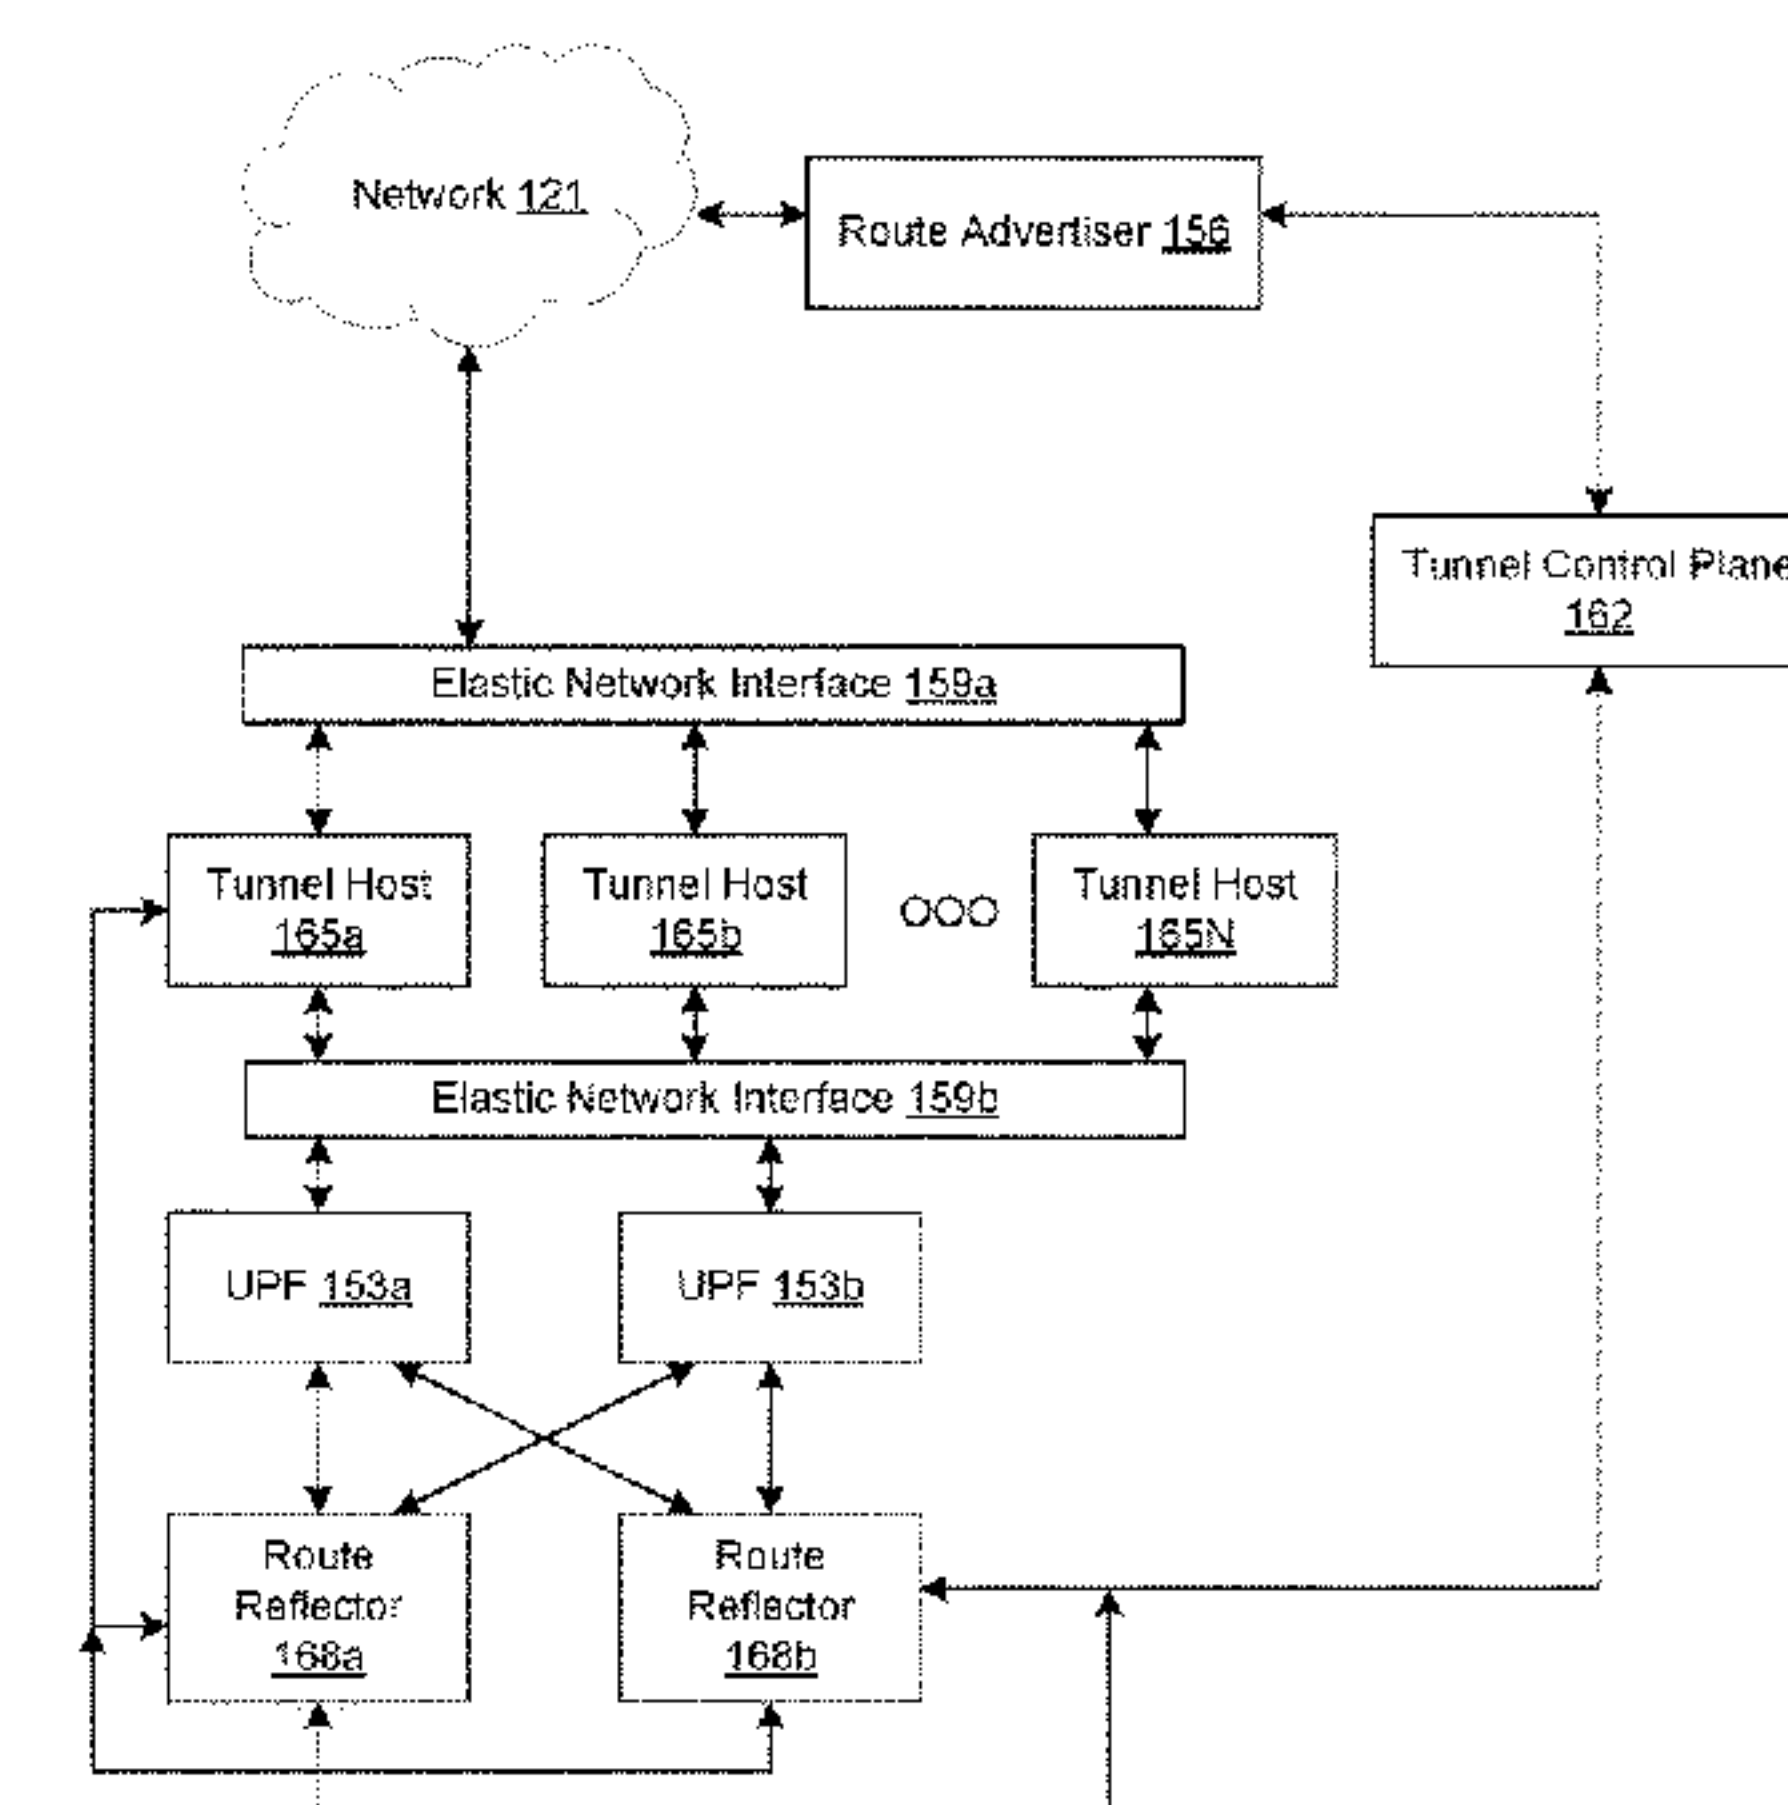 Network 121
Route Advertiser 156
Tunnel Control Plane
162
Elastic Network Interface 159a
Tunnel Host
165a
Tunnel Host
165b
Tunnel Host
165N
Elastic Network Interface 159b
UPF 153a
UPF 153b
Route
Reflector
168a
Route
Reflector
168b